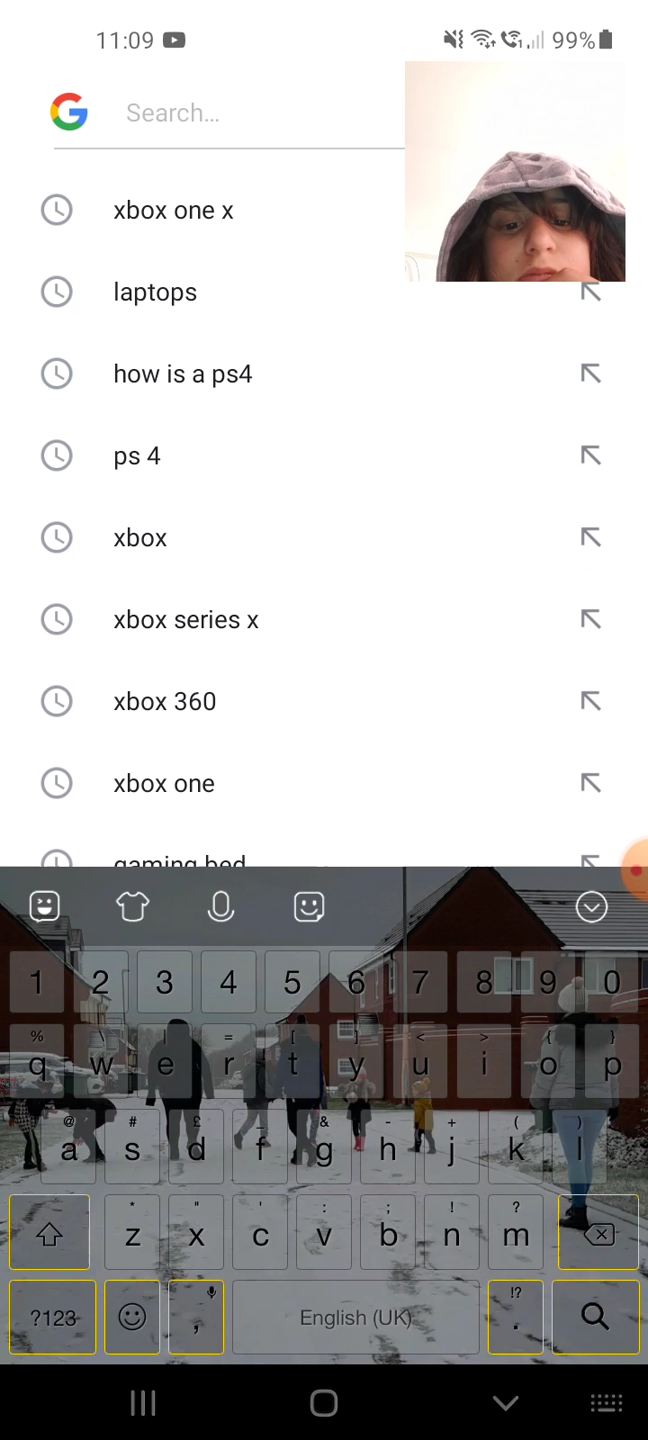 11:09
99%
Search...
xbox one x
laptops
how is a ps4
ps 4
xbox
xbox series x
xbox 360
xbox one
gaming bed
1 2 3 4 5 6 7 8 9 0
% \ | = [ ] < > { }
q w e r t y u i o p
@ # £ _ & - + ( )
a s d f g h j k l
* " ' : ; ! ?
z x c v b n m
!?
?123 , English (UK) .